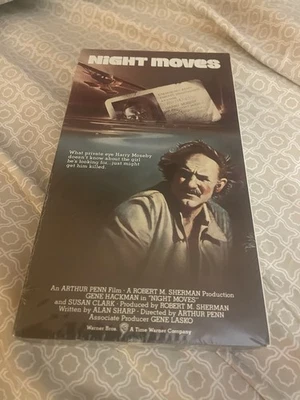 NIGHT MOVES
What private eye Harry Moseby
doesn't know about the girl
he's looking for...just might
get him killed.
An ARTHUR PENN Film · A ROBERT M. SHERMAN Production
GENE HACKMAN in "NIGHT MOVES"
and SUSAN CLARK · Produced by ROBERT M. SHERMAN
Written by ALAN SHARP · Directed by ARTHUR PENN
Associate Producer GENE LASKO
Warner Bros. A Time Warner Company